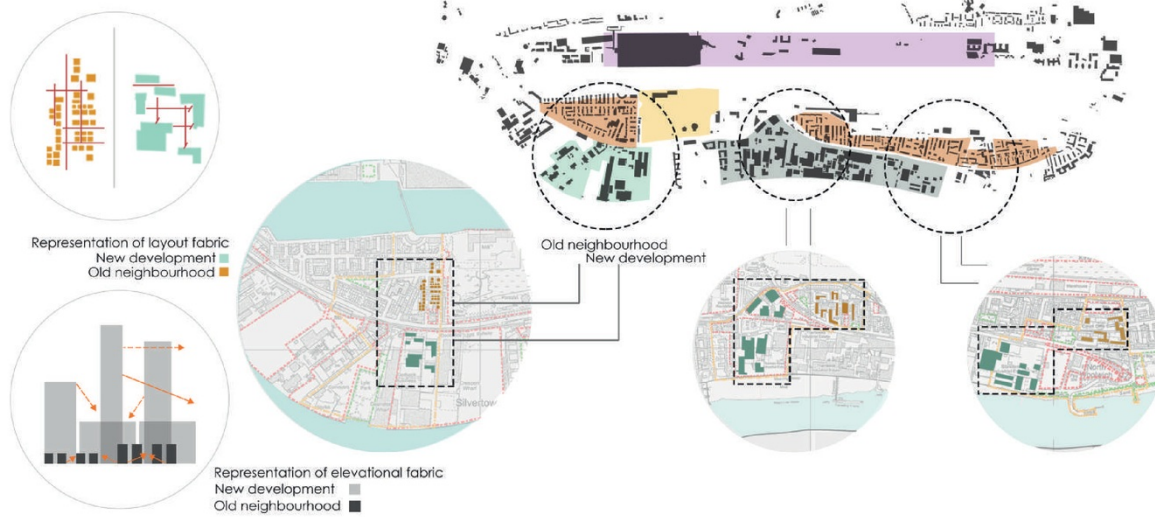 Representation of layout fabric
New development
Old neighbourhood
Old neighbourhood
New development
Silvertow
Representation of elevational fabric
New development
Old neighbourhood